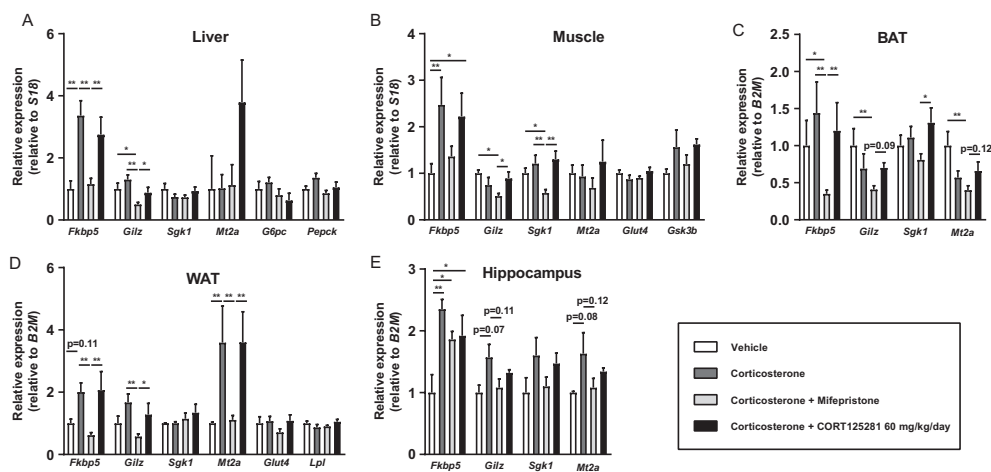 A
Liver
Relative expression
(relative to S18)
6
4
2
0
** ** **
*
** *
Fkbp5 Gilz Sgk1 Mt2a G6pc Pepck
B
Muscle
Relative expression
(relative to S18)
4
3
2
1
0
*
**
*
*
*
** **
Fkbp5 Gilz Sgk1 Mt2a Glut4 Gsk3b
C
BAT
Relative expression
(relative to B2M)
2.0
1.5
1.0
0.5
0.0
*
** **
**
p=0.09
*
**
p=0.12
Fkbp5 Gilz Sgk1 Mt2a
D
WAT
Relative expression
(relative to B2M)
6
4
2
0
p=0.11
** **
** *
** ** **
Fkbp5 Gilz Sgk1 Mt2a Glut4 Lpl
E
Hippocampus
Relative expression
(relative to B2M)
3
2
1
0
*
*
**
p=0.11
p=0.07
p=0.12
p=0.08
Fkbp5 Gilz Sgk1 Mt2a
Vehicle
Corticosterone
Corticosterone + Mifepristone
Corticosterone + CORT125281 60 mg/kg/day